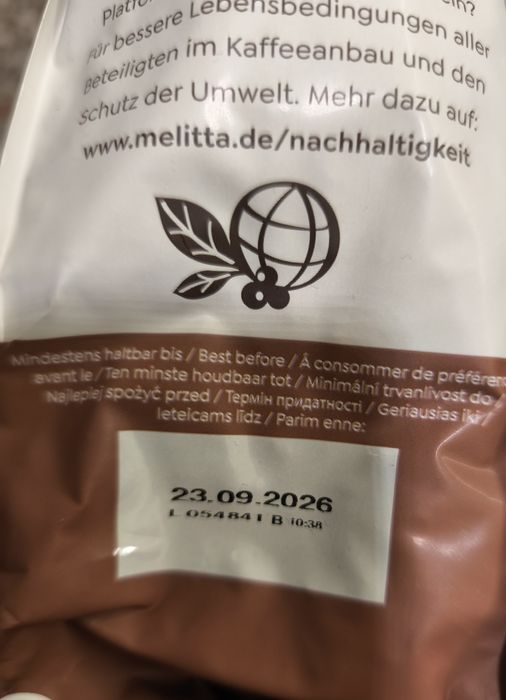 für bessere Lebensbedingungen aller
Beteiligten im Kaffeeanbau und den
Schutz der Umwelt. Mehr dazu auf:
www.melitta.de/nachhaltigkeit
Mindestens haltbar bis / Best before / À consommer de préféren
avant le / Ten minste houdbaar tot / Minimální trvanlivost do
Najlepiej spożyć przed / Термін придатності / Geriausias iki
Ieteicams līdz / Parim enne:
23.09.2026
L 054841 B 10:38